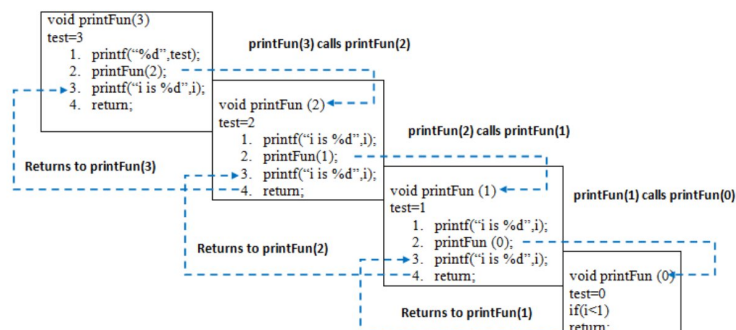 void printFun(3)
test=3
1. printf(“%d”,test);
2. printFun(2);
3. printf(“i is %d”,i);
4. return;
printFun(3) calls printFun(2)
void printFun (2)
test=2
1. printf(“i is %d”,i);
2. printFun(1);
3. printf(“i is %d”,i);
4. return;
Returns to printFun(3)
printFun(2) calls printFun(1)
void printFun (1)
test=1
1. printf(“i is %d”,i);
2. printFun (0);
3. printf(“i is %d”,i);
4. return;
Returns to printFun(2)
printFun(1) calls printFun(0)
void printFun (0)
test=0
if(i<1)
return;
Returns to printFun(1)